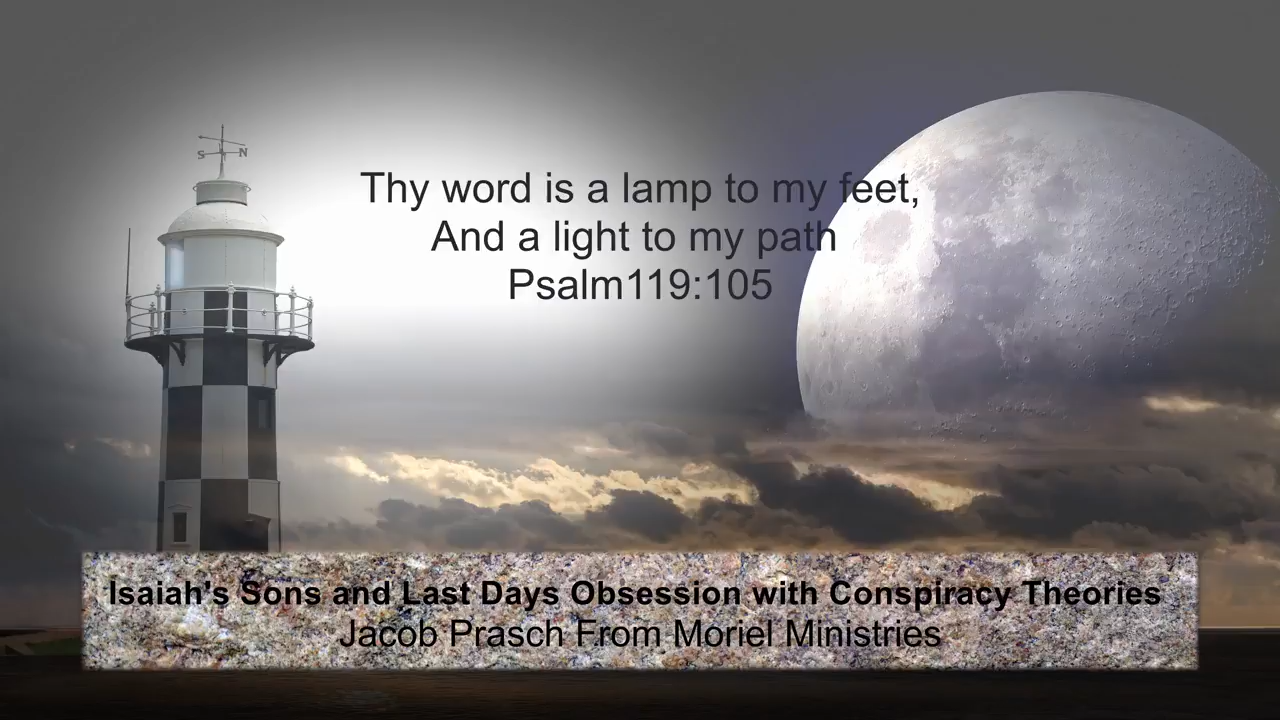 S N
Thy word is a lamp to my feet,
And a light to my path
Psalm119:105
Isaiah's Sons and Last Days Obsession with Conspiracy Theories
Jacob Prasch From Moriel Ministries